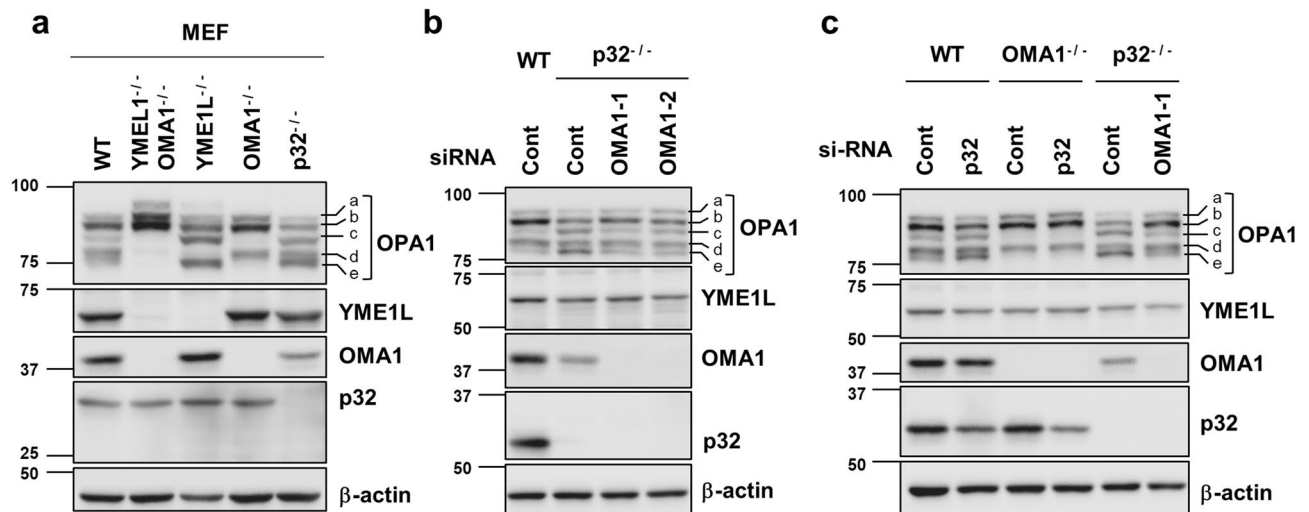 a
MEF
WT
YMEL1-/-
OMA1-/-
YME1L-/-
OMA1-/-
p32-/-
100
75
a
b
c
d
e
OPA1
75
YME1L
37
OMA1
25
p32
50
β-actin
b
WT p32-/-
siRNA
Cont
Cont
OMA1-1
OMA1-2
100
75
a
b
c
d
e
OPA1
75
50
YME1L
37
OMA1
p32
50
β-actin
c
WT OMA1-/- p32-/-
si-RNA
Cont
p32
Cont
p32
Cont
OMA1-1
100
75
a
b
c
d
e
OPA1
75
50
YME1L
37
OMA1
37
p32
50
β-actin